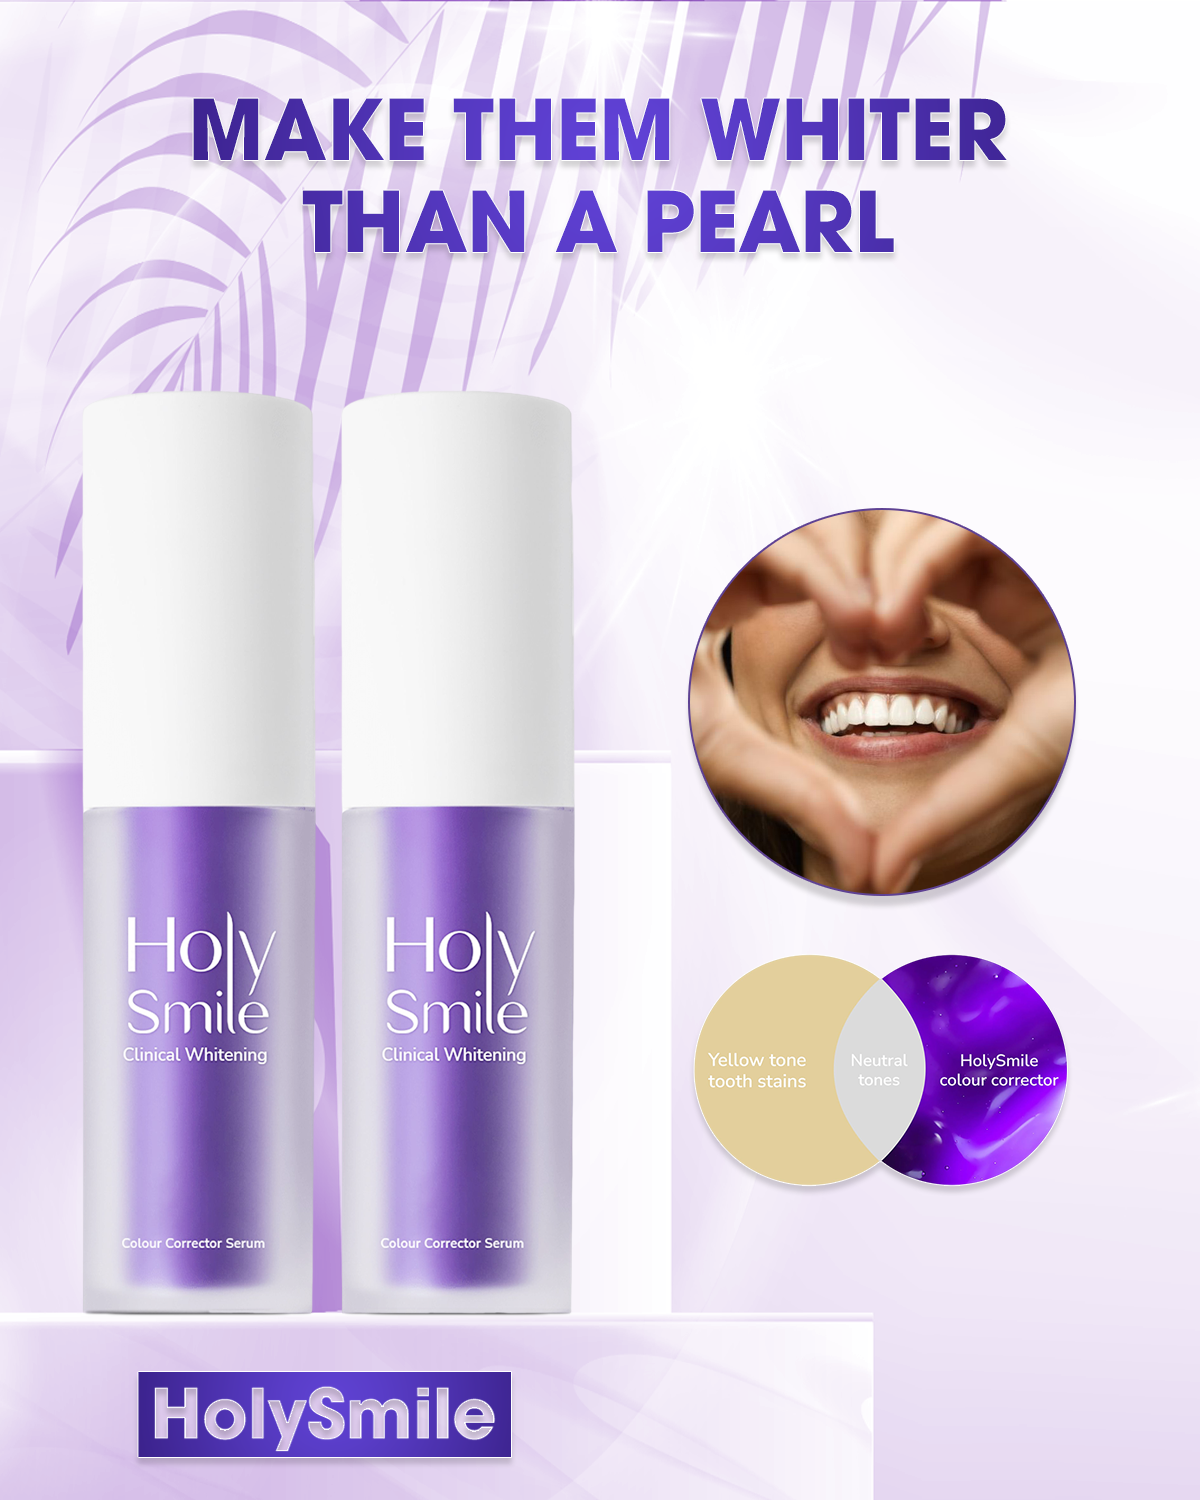 MAKE THEM WHITER
THAN A PEARL
Holy
Smile
Clinical Whitening
Colour Corrector Serum
Holy
Smile
Clinical Whitening
Colour Corrector Serum
Yellow tone
tooth stains
Neutral
tones
HolySmile
colour corrector
HolySmile